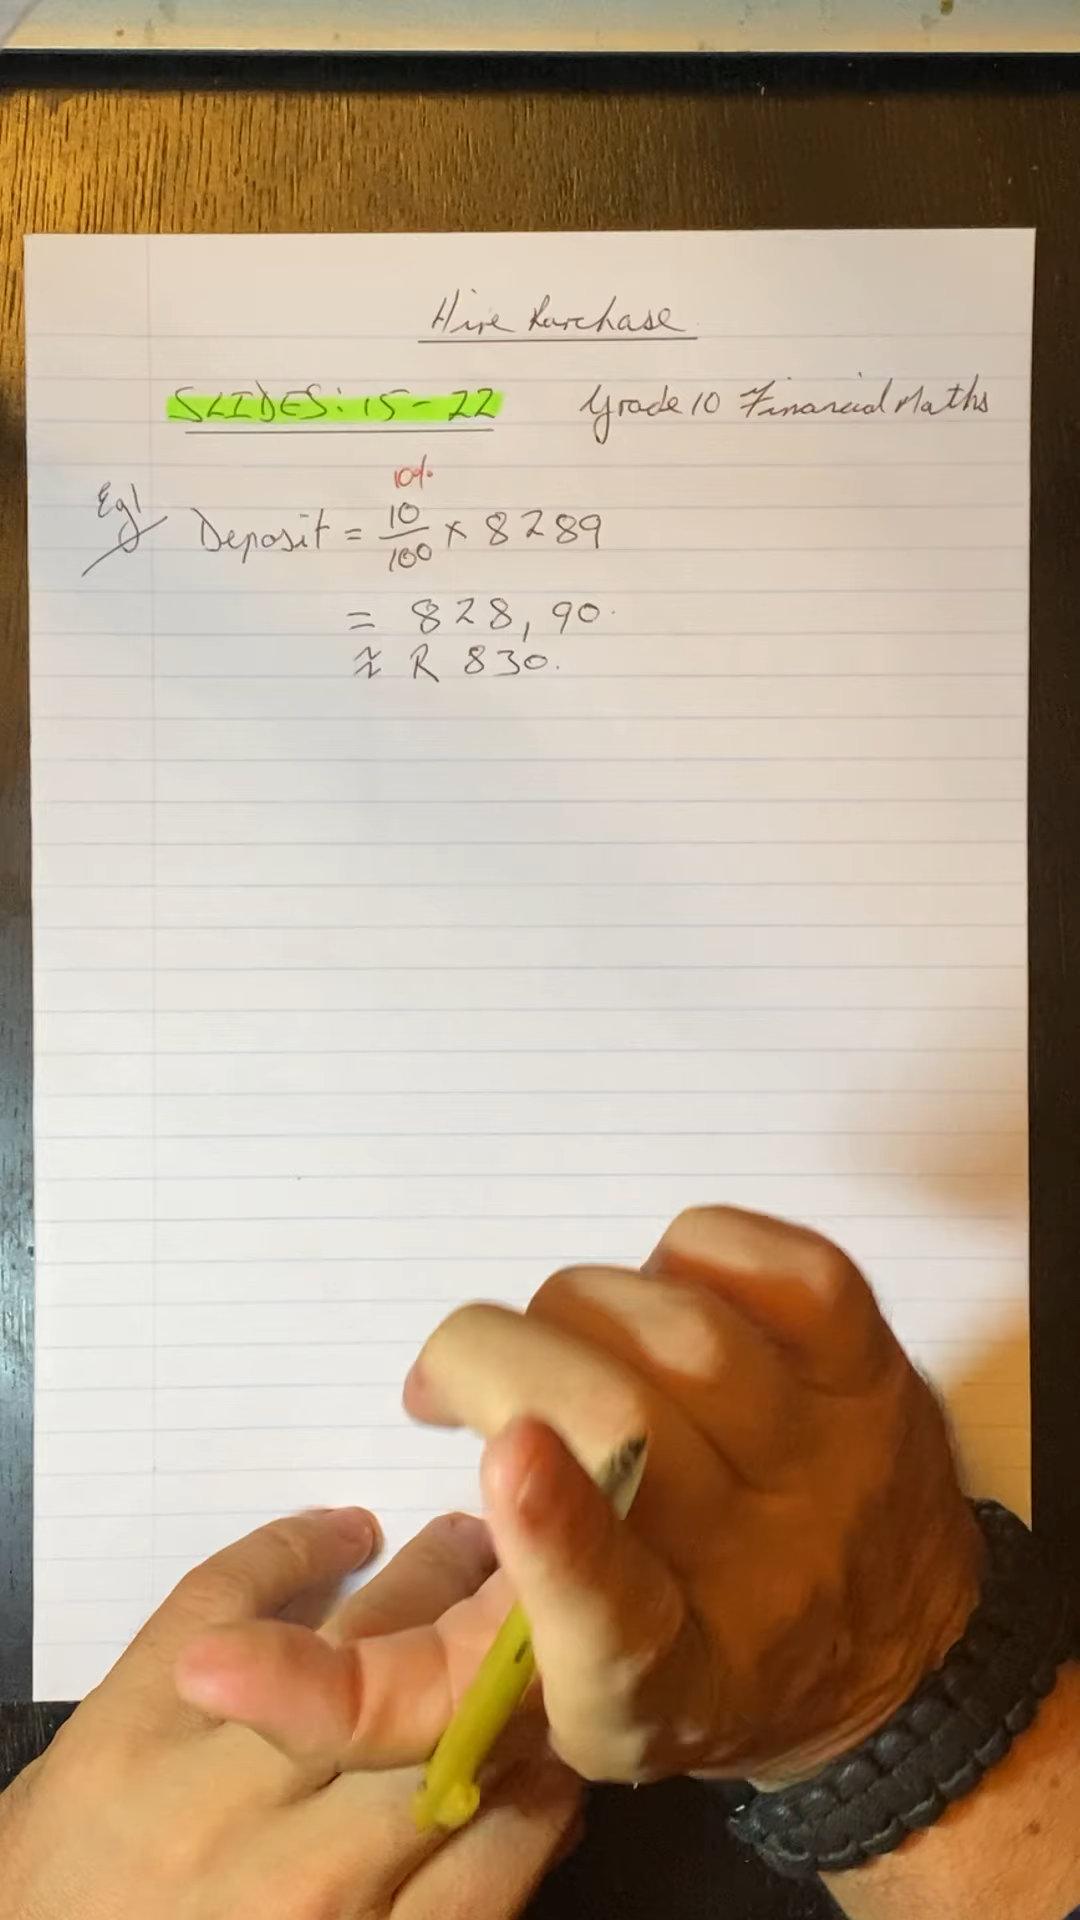 Hire Purchase
SLIDES: 15-22 Grade 10 Financial Maths
10%
Eg1 Deposit = 10/100 × 8289
= 828,90.
≈ R 830.